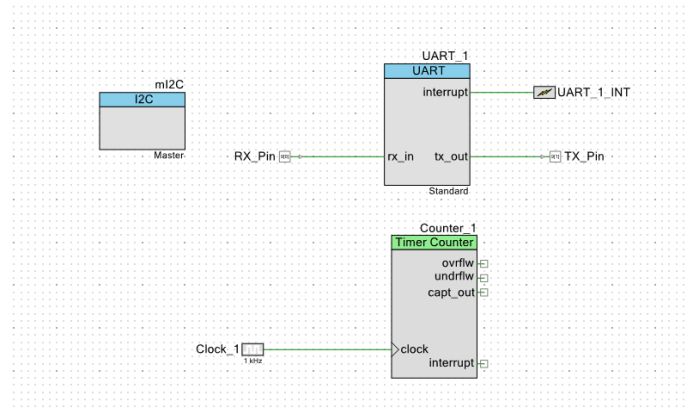 mI2C
I2C
Master
UART_1
UART
interrupt
UART_1_INT
RX_Pin
rx_in
tx_out
TX_Pin
Standard
Counter_1
Timer Counter
ovrflw
undrflw
capt_out
Clock_1
1 kHz
clock
interrupt